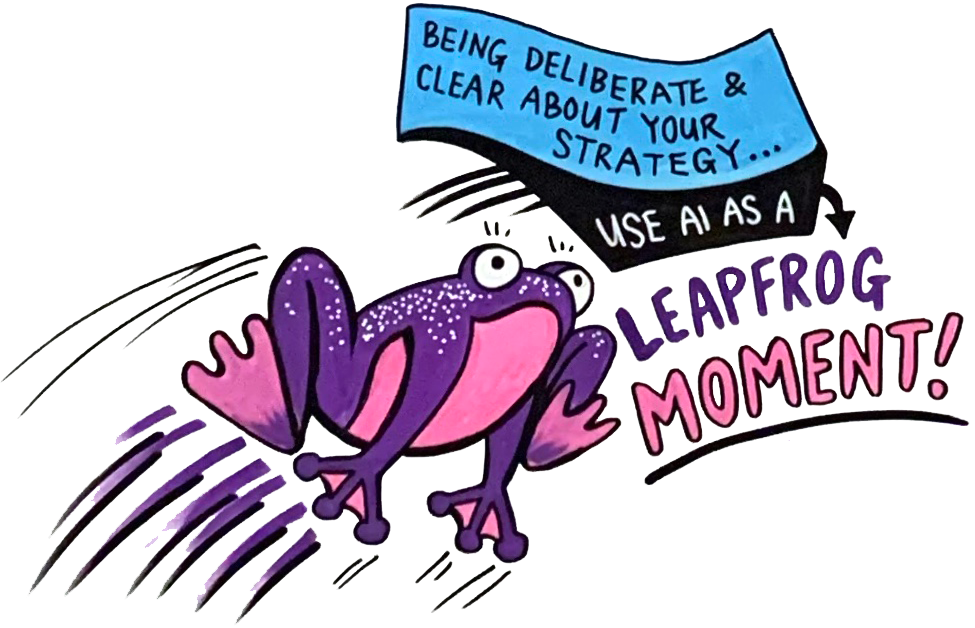 BEING DELIBERATE &
CLEAR ABOUT YOUR
STRATEGY...
USE AI AS A
LEAPFROG
MOMENT!